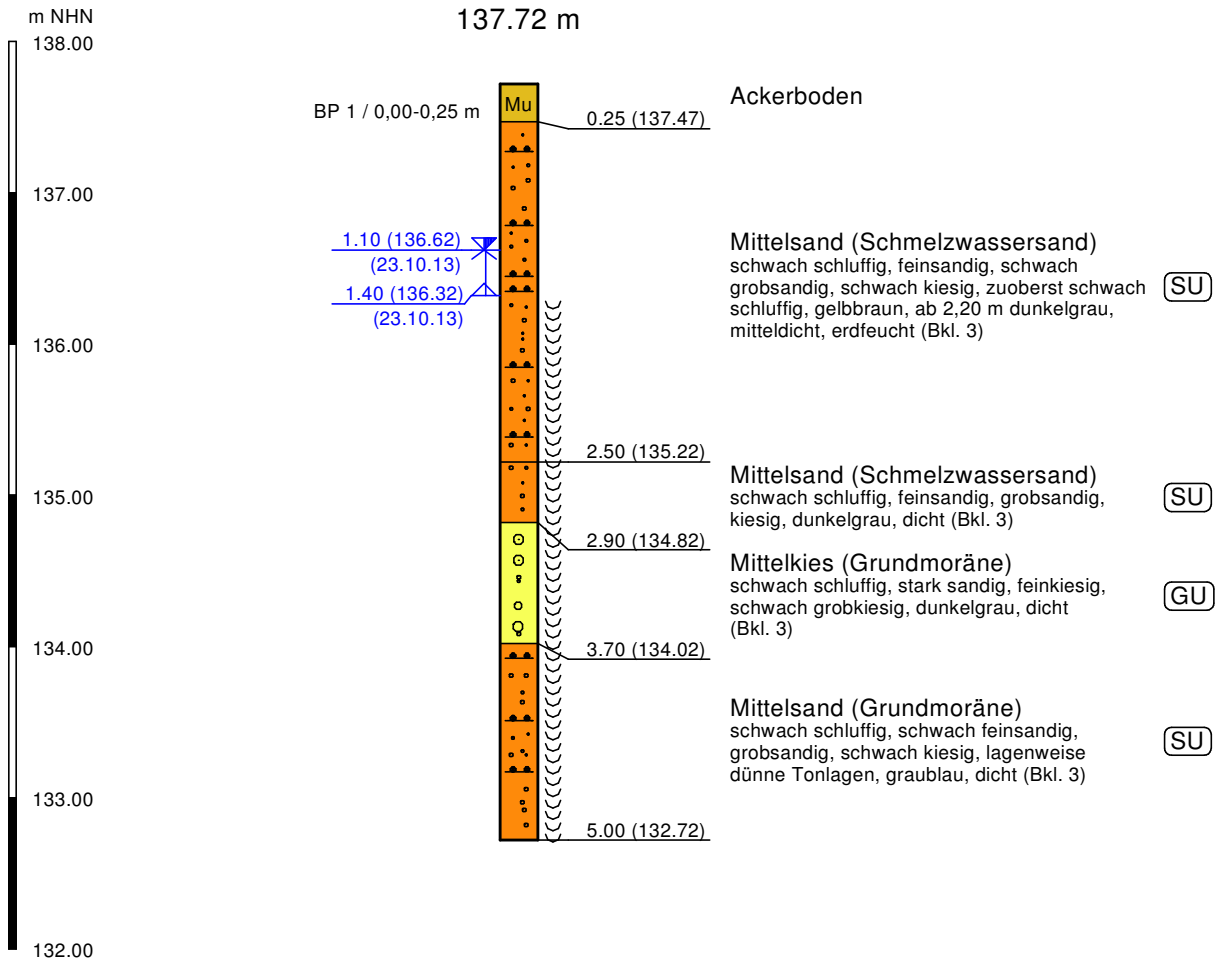 m NHN
137.72 m
138.00
Mu
BP 1 / 0,00-0,25 m
Ackerboden
0.25 (137.47)
137.00
1.10 (136.62)
(23.10.13)
1.40 (136.32)
(23.10.13)
Mittelsand (Schmelzwassersand)
schwach schluffig, feinsandig, schwach
grobsandig, schwach kiesig, zuoberst schwach
schluffig, gelbbraun, ab 2,20 m dunkelgrau,
mitteldicht, erdfeucht (Bkl. 3)
SU
136.00
2.50 (135.22)
Mittelsand (Schmelzwassersand)
schwach schluffig, feinsandig, grobsandig,
kiesig, dunkelgrau, dicht (Bkl. 3)
SU
135.00
2.90 (134.82)
Mittelkies (Grundmoräne)
schwach schluffig, stark sandig, feinkiesig,
schwach grobkiesig, dunkelgrau, dicht
(Bkl. 3)
GU
134.00
3.70 (134.02)
Mittelsand (Grundmoräne)
schwach schluffig, schwach feinsandig,
grobsandig, schwach kiesig, lagenweise
dünne Tonlagen, graublau, dicht (Bkl. 3)
SU
133.00
5.00 (132.72)
132.00